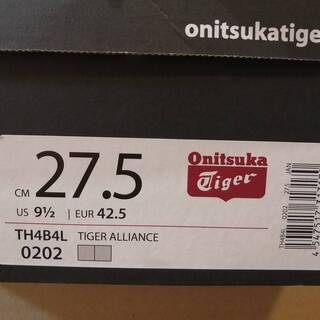 onitsukatige
CM 27.5
Onitsuka
Tiger
US 9½ | EUR 42.5
TH4B4L TIGER ALLIANCE
0202